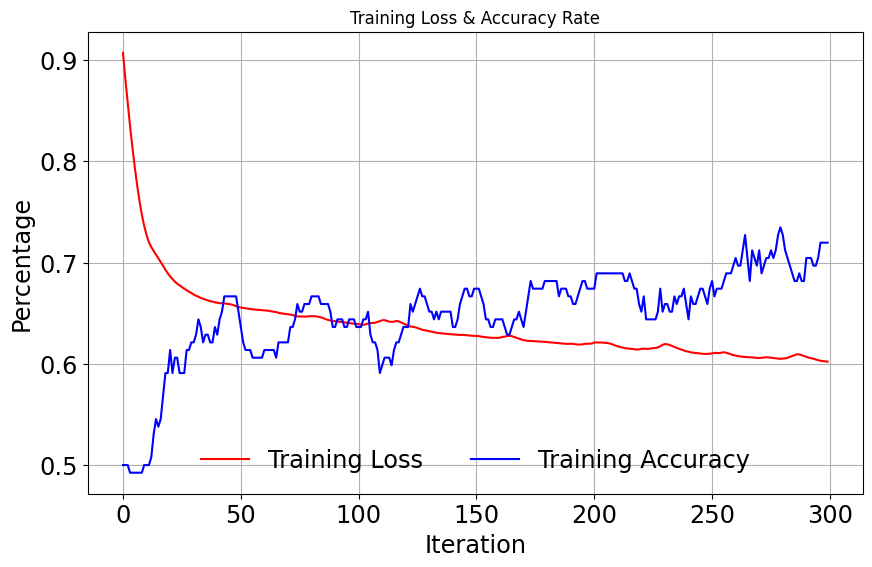 Training Loss & Accuracy Rate
Percentage
0.9
0.8
0.7
0.6
0.5
Training Loss
Training Accuracy
0 50 100 150 200 250 300
Iteration